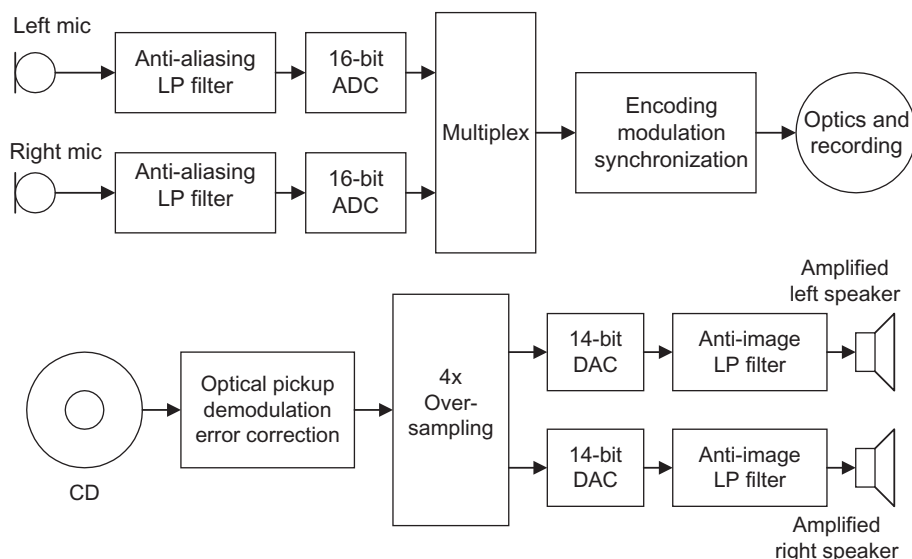 Left mic
Anti-aliasing
LP filter
16-bit
ADC
Right mic
Anti-aliasing
LP filter
16-bit
ADC
Multiplex
Encoding
modulation
synchronization
Optics and
recording
CD
Optical pickup
demodulation
error correction
4x
Over-
sampling
14-bit
DAC
Anti-image
LP filter
Amplified
left speaker
14-bit
DAC
Anti-image
LP filter
Amplified
right speaker